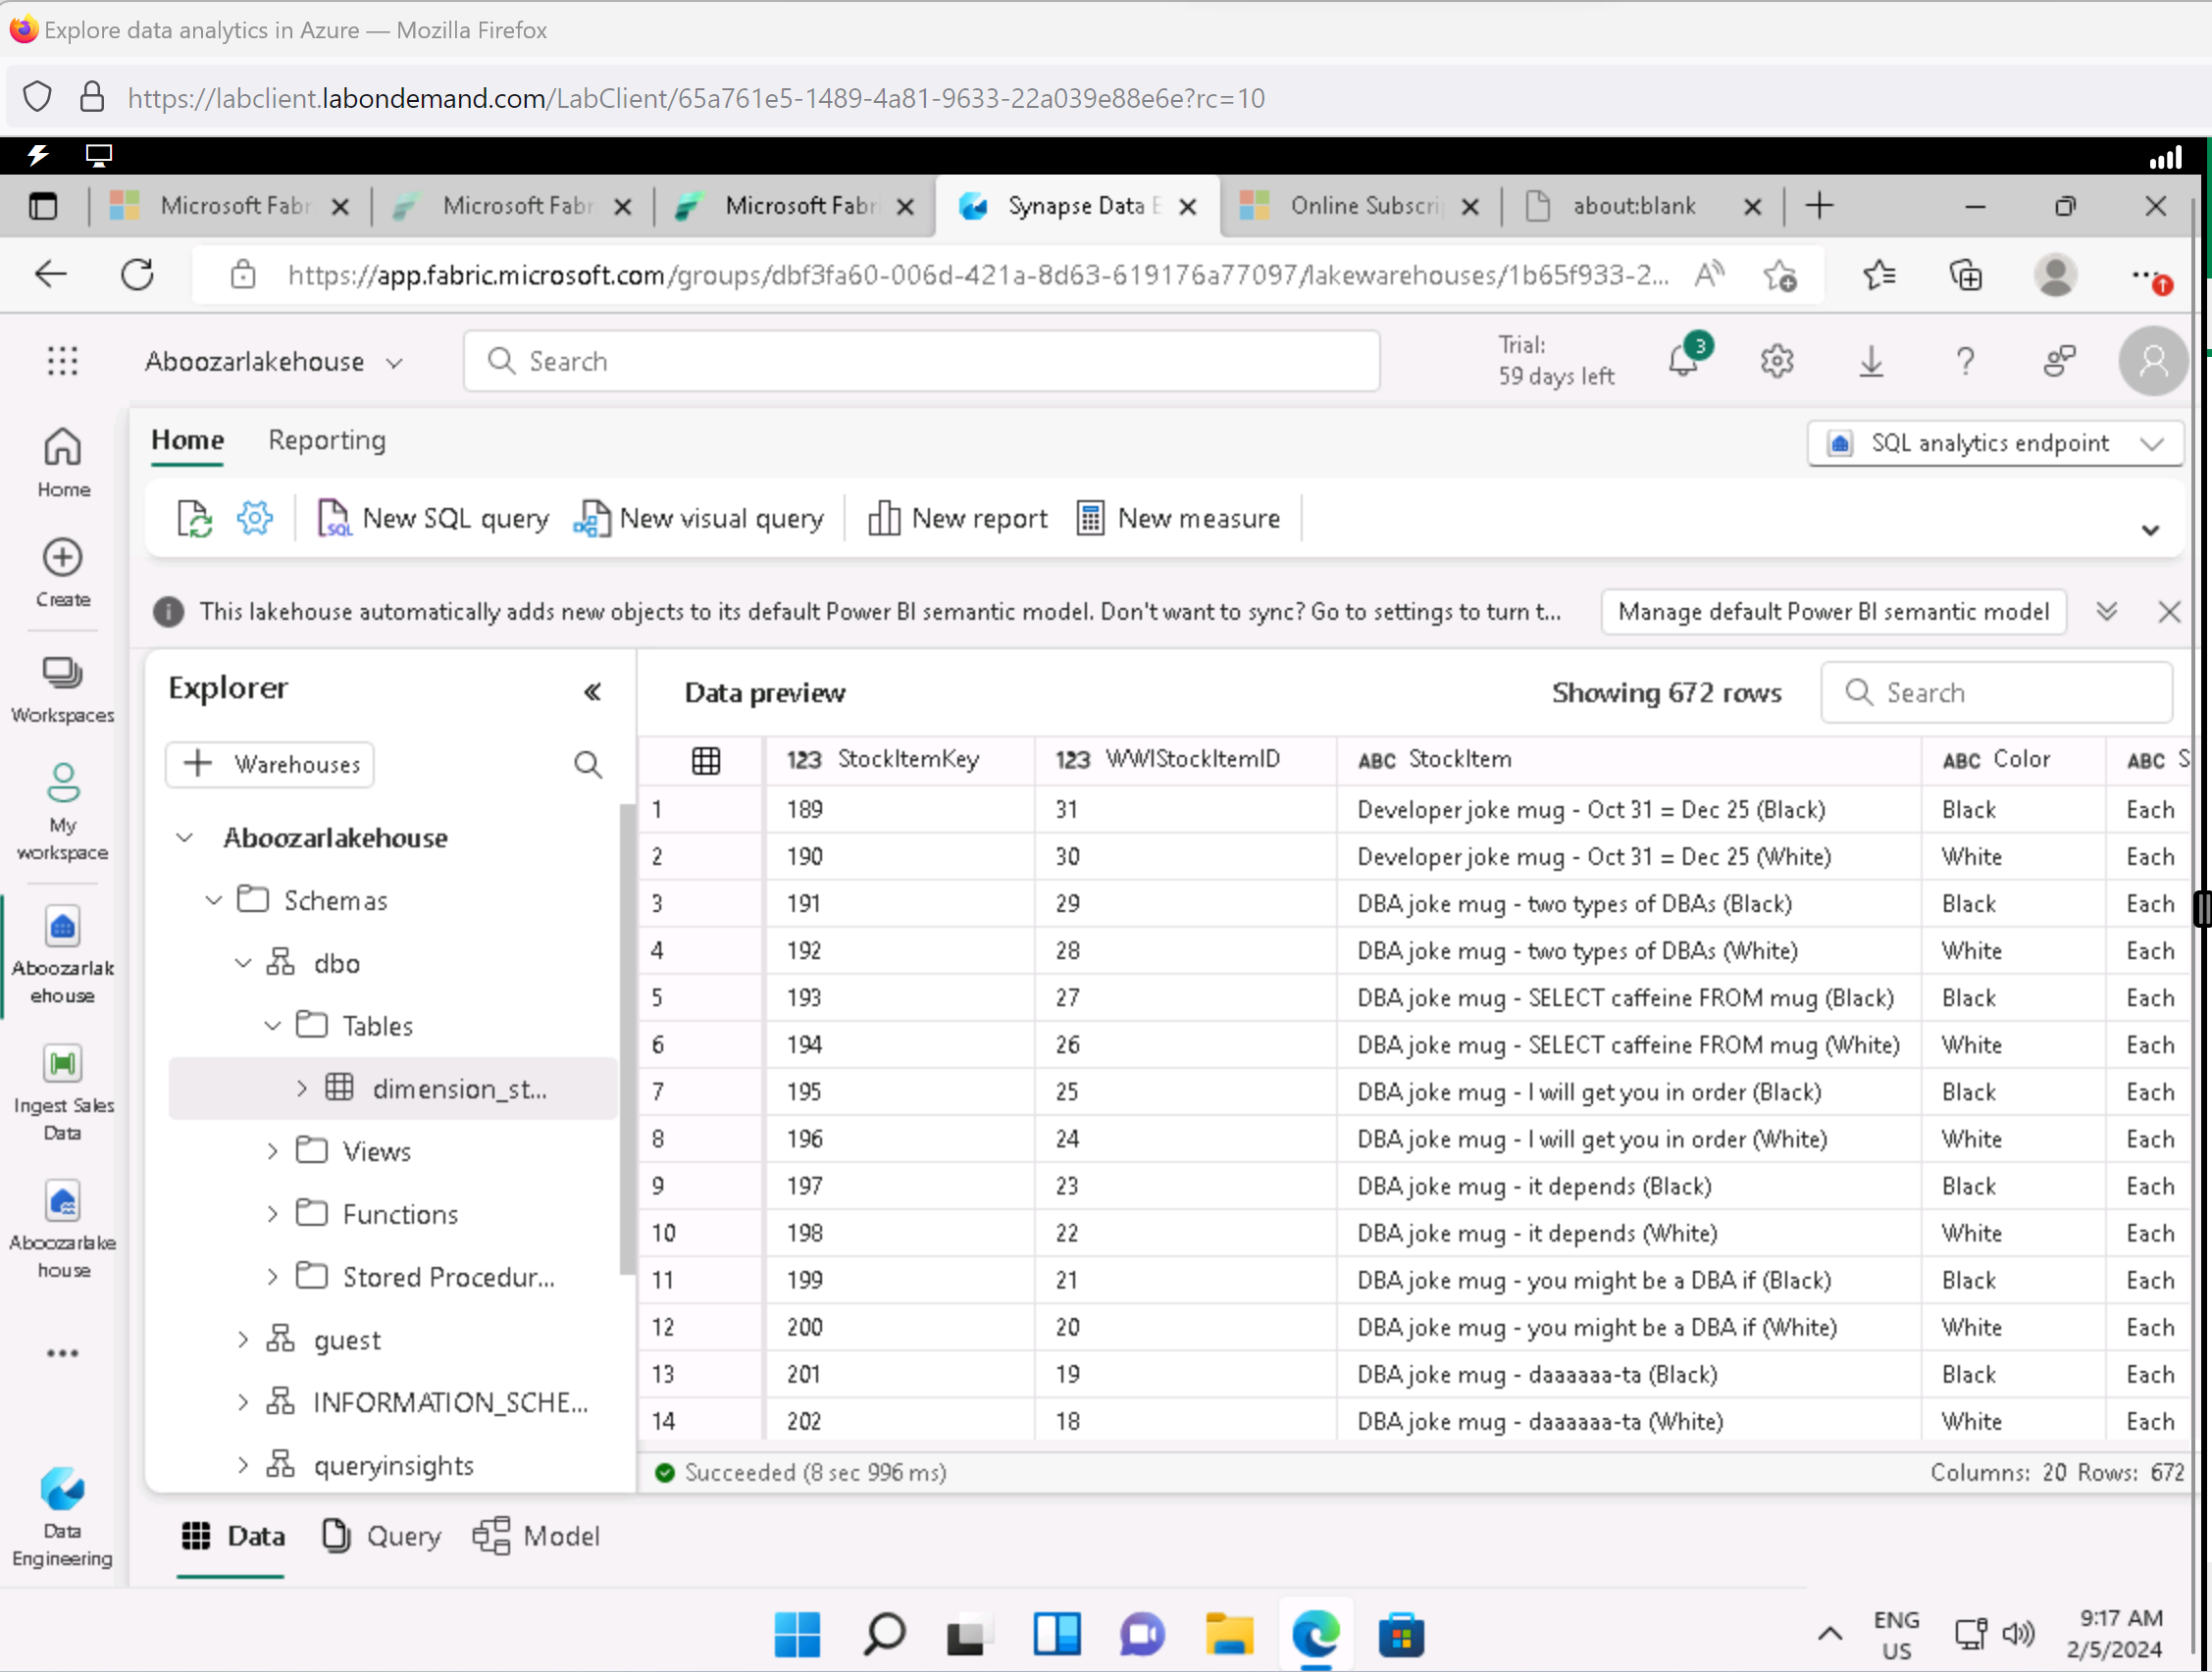 Explore data analytics in Azure — Mozilla Firefox
https://labclient.labondemand.com/LabClient/65a761e5-1489-4a81-9633-22a039e88e6e?rc=10
Microsoft Fabr
Microsoft Fabr
Microsoft Fabri
Synapse Data E
Online Subscri
about:blank
https://app.fabric.microsoft.com/groups/dbf3fa60-006d-421a-8d63-619176a77097/lakewarehouses/1b65f933-2...
Aboozarlakehouse
Search
Trial:
59 days left
3
Home
Reporting
SQL analytics endpoint
New SQL query
New visual query
New report
New measure
This lakehouse automatically adds new objects to its default Power BI semantic model. Don't want to sync? Go to settings to turn t...
Manage default Power BI semantic model
Home
Create
Workspaces
My
workspace
Aboozarlak
ehouse
Ingest Sales
Data
Aboozarlake
house
Data
Engineering
Explorer
Warehouses
Aboozarlakehouse
Schemas
dbo
Tables
dimension_st...
Views
Functions
Stored Procedur...
guest
INFORMATION_SCHE...
queryinsights
Data preview
Showing 672 rows
Search
123 StockItemKey 123 WWIStockItemID ABC StockItem ABC Color ABC S
1 189 31 Developer joke mug - Oct 31 = Dec 25 (Black) Black Each
2 190 30 Developer joke mug - Oct 31 = Dec 25 (White) White Each
3 191 29 DBA joke mug - two types of DBAs (Black) Black Each
4 192 28 DBA joke mug - two types of DBAs (White) White Each
5 193 27 DBA joke mug - SELECT caffeine FROM mug (Black) Black Each
6 194 26 DBA joke mug - SELECT caffeine FROM mug (White) White Each
7 195 25 DBA joke mug - I will get you in order (Black) Black Each
8 196 24 DBA joke mug - I will get you in order (White) White Each
9 197 23 DBA joke mug - it depends (Black) Black Each
10 198 22 DBA joke mug - it depends (White) White Each
11 199 21 DBA joke mug - you might be a DBA if (Black) Black Each
12 200 20 DBA joke mug - you might be a DBA if (White) White Each
13 201 19 DBA joke mug - daaaaaa-ta (Black) Black Each
14 202 18 DBA joke mug - daaaaaa-ta (White) White Each
Succeeded (8 sec 996 ms)
Columns: 20 Rows: 672
Data
Query
Model
ENG
US
9:17 AM
2/5/2024